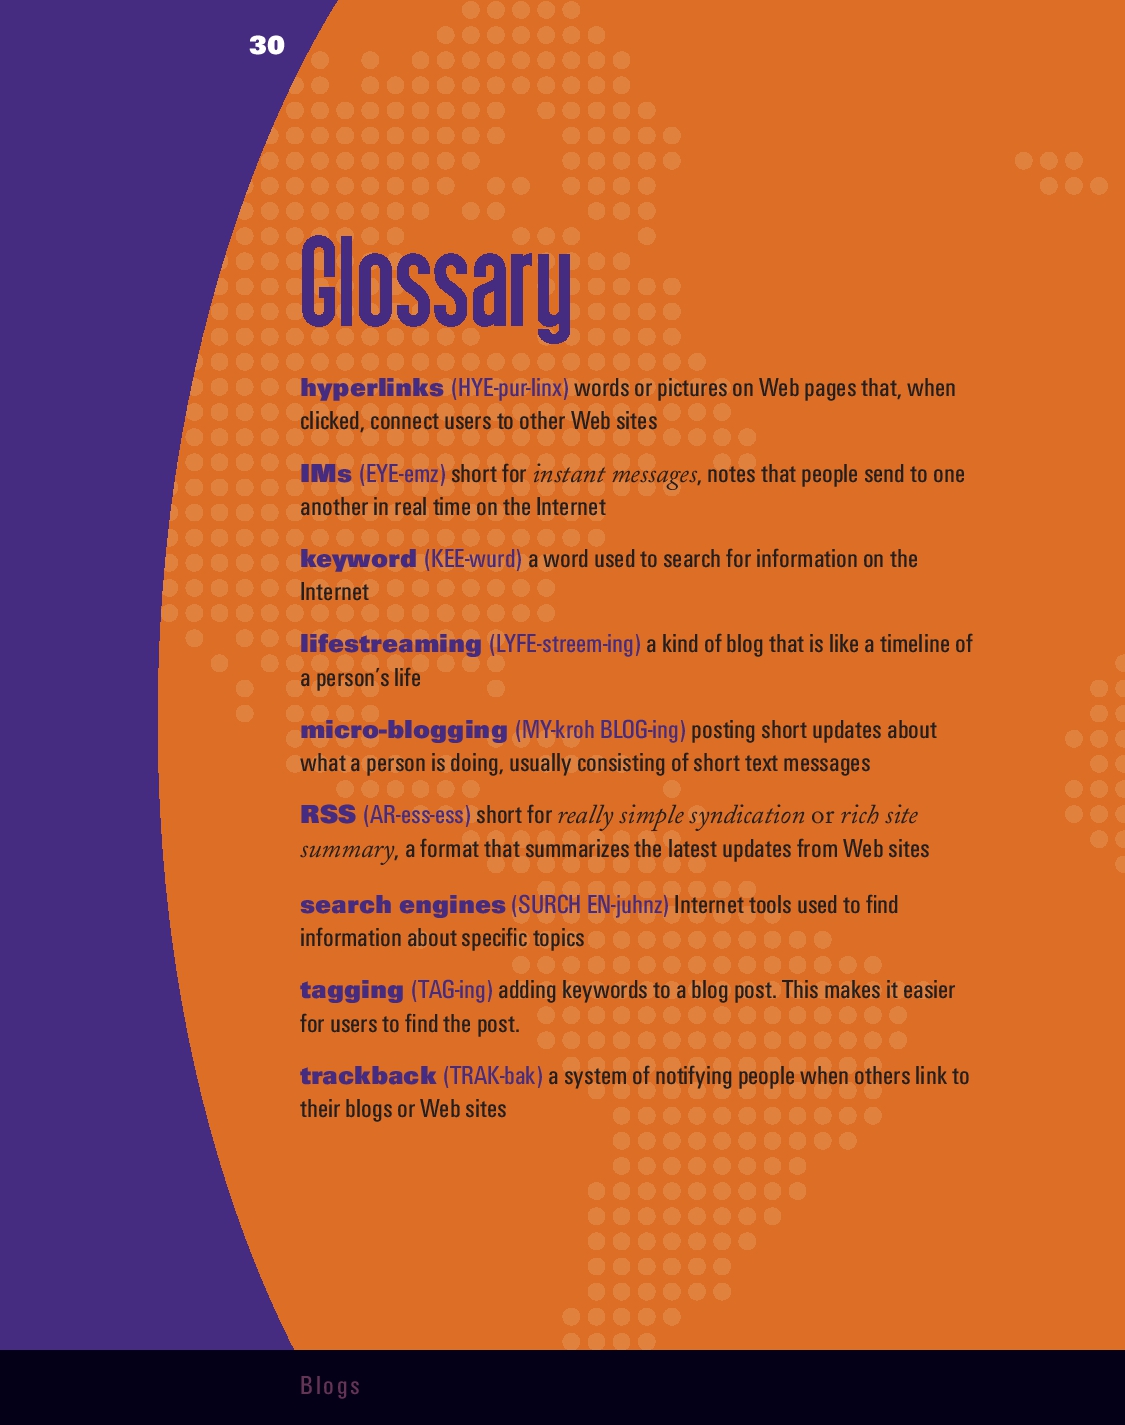 30
Glossary
hyperlinks (HYE-pur-linx) words or pictures on Web pages that, when
clicked, connect users to other Web sites
IMs (EYE-emz) short for instant messages, notes that people send to one
another in real time on the Internet
keyword (KEE-wurd) a word used to search for information on the
Internet
lifestreaming (LYFE-streem-ing) a kind of blog that is like a timeline of
a person's life
micro-blogging (MY-kroh BLOG-ing) posting short updates about
what a person is doing, usually consisting of short text messages
RSS (AR-ess-ess) short for really simple syndication or rich site
summary, a format that summarizes the latest updates from Web sites
search engines (SURCH EN-juhnz) Internet tools used to find
information about specific topics
tagging (TAG-ing) adding keywords to a blog post. This makes it easier
for users to find the post.
trackback (TRAK-bak) a system of notifying people when others link to
their blogs or Web sites
Blogs